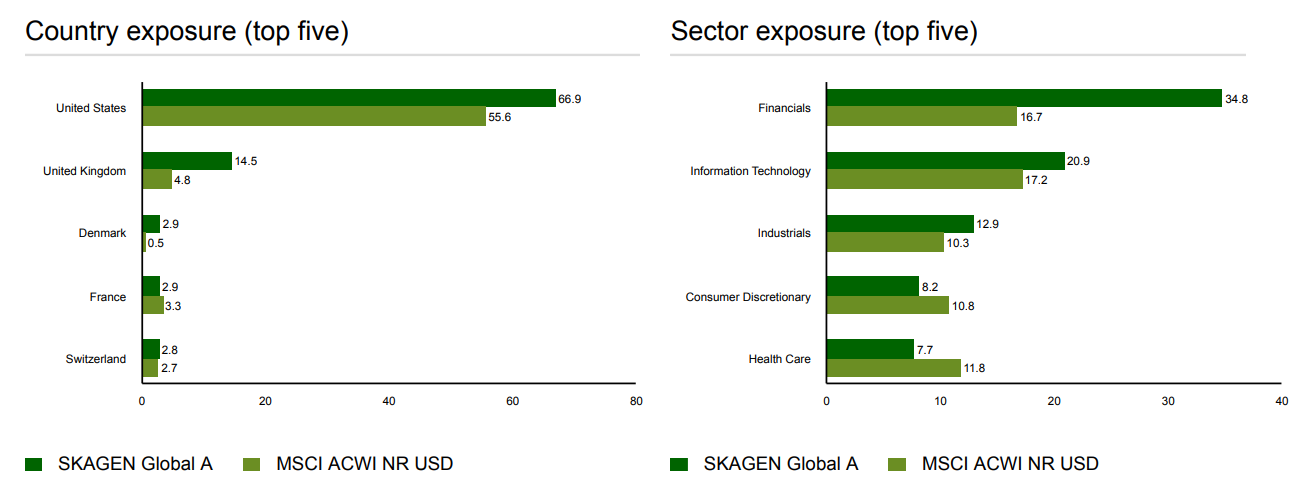 Country exposure (top five)
United States
66.9
55.6
United Kingdom
14.5
4.8
Denmark
2.9
0.5
France
2.9
3.3
Switzerland
2.8
2.7
0 20 40 60 80
SKAGEN Global A MSCI ACWI NR USD
Sector exposure (top five)
Financials
34.8
16.7
Information Technology
20.9
17.2
Industrials
12.9
10.3
Consumer Discretionary
8.2
10.8
Health Care
7.7
11.8
0 10 20 30 40
SKAGEN Global A MSCI ACWI NR USD